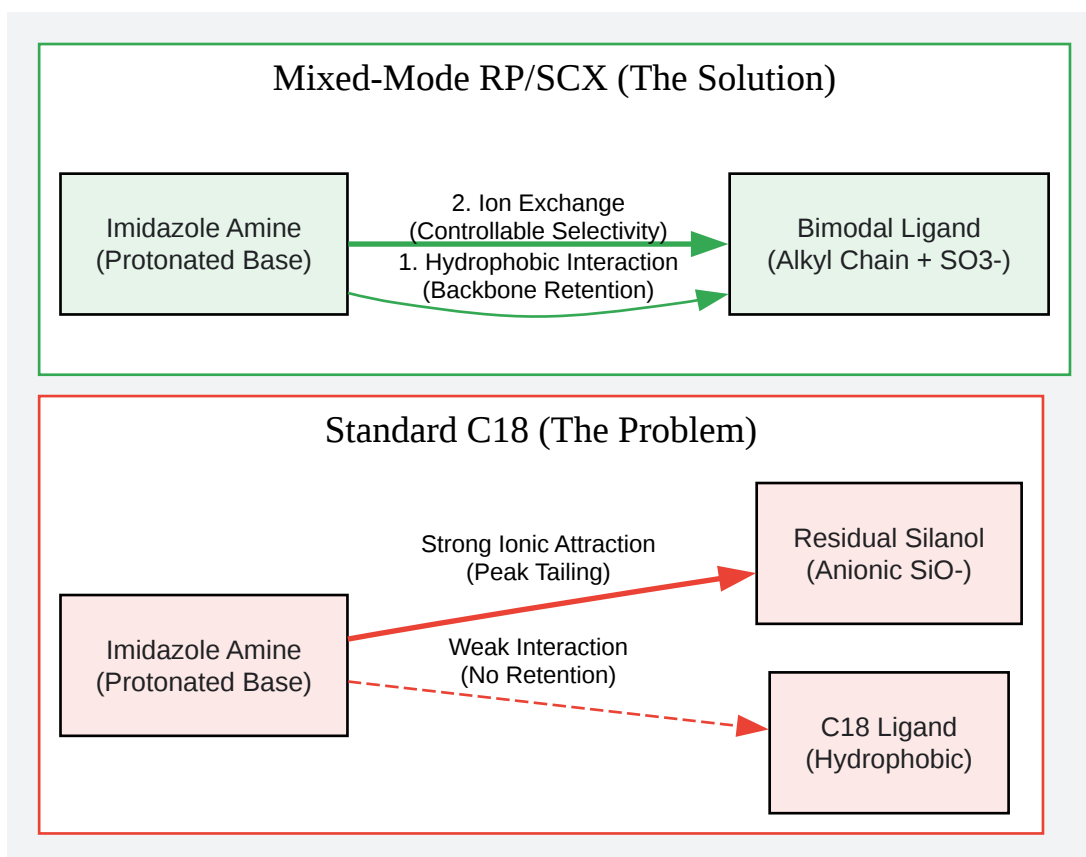 Mixed-Mode RP/SCX (The Solution)
Imidazole Amine
(Protonated Base)
2. Ion Exchange
(Controllable Selectivity)
1. Hydrophobic Interaction
(Backbone Retention)
Bimodal Ligand
(Alkyl Chain + SO3-)
Standard C18 (The Problem)
Imidazole Amine
(Protonated Base)
Strong Ionic Attraction
(Peak Tailing)
Weak Interaction
(No Retention)
Residual Silanol
(Anionic SiO-)
C18 Ligand
(Hydrophobic)